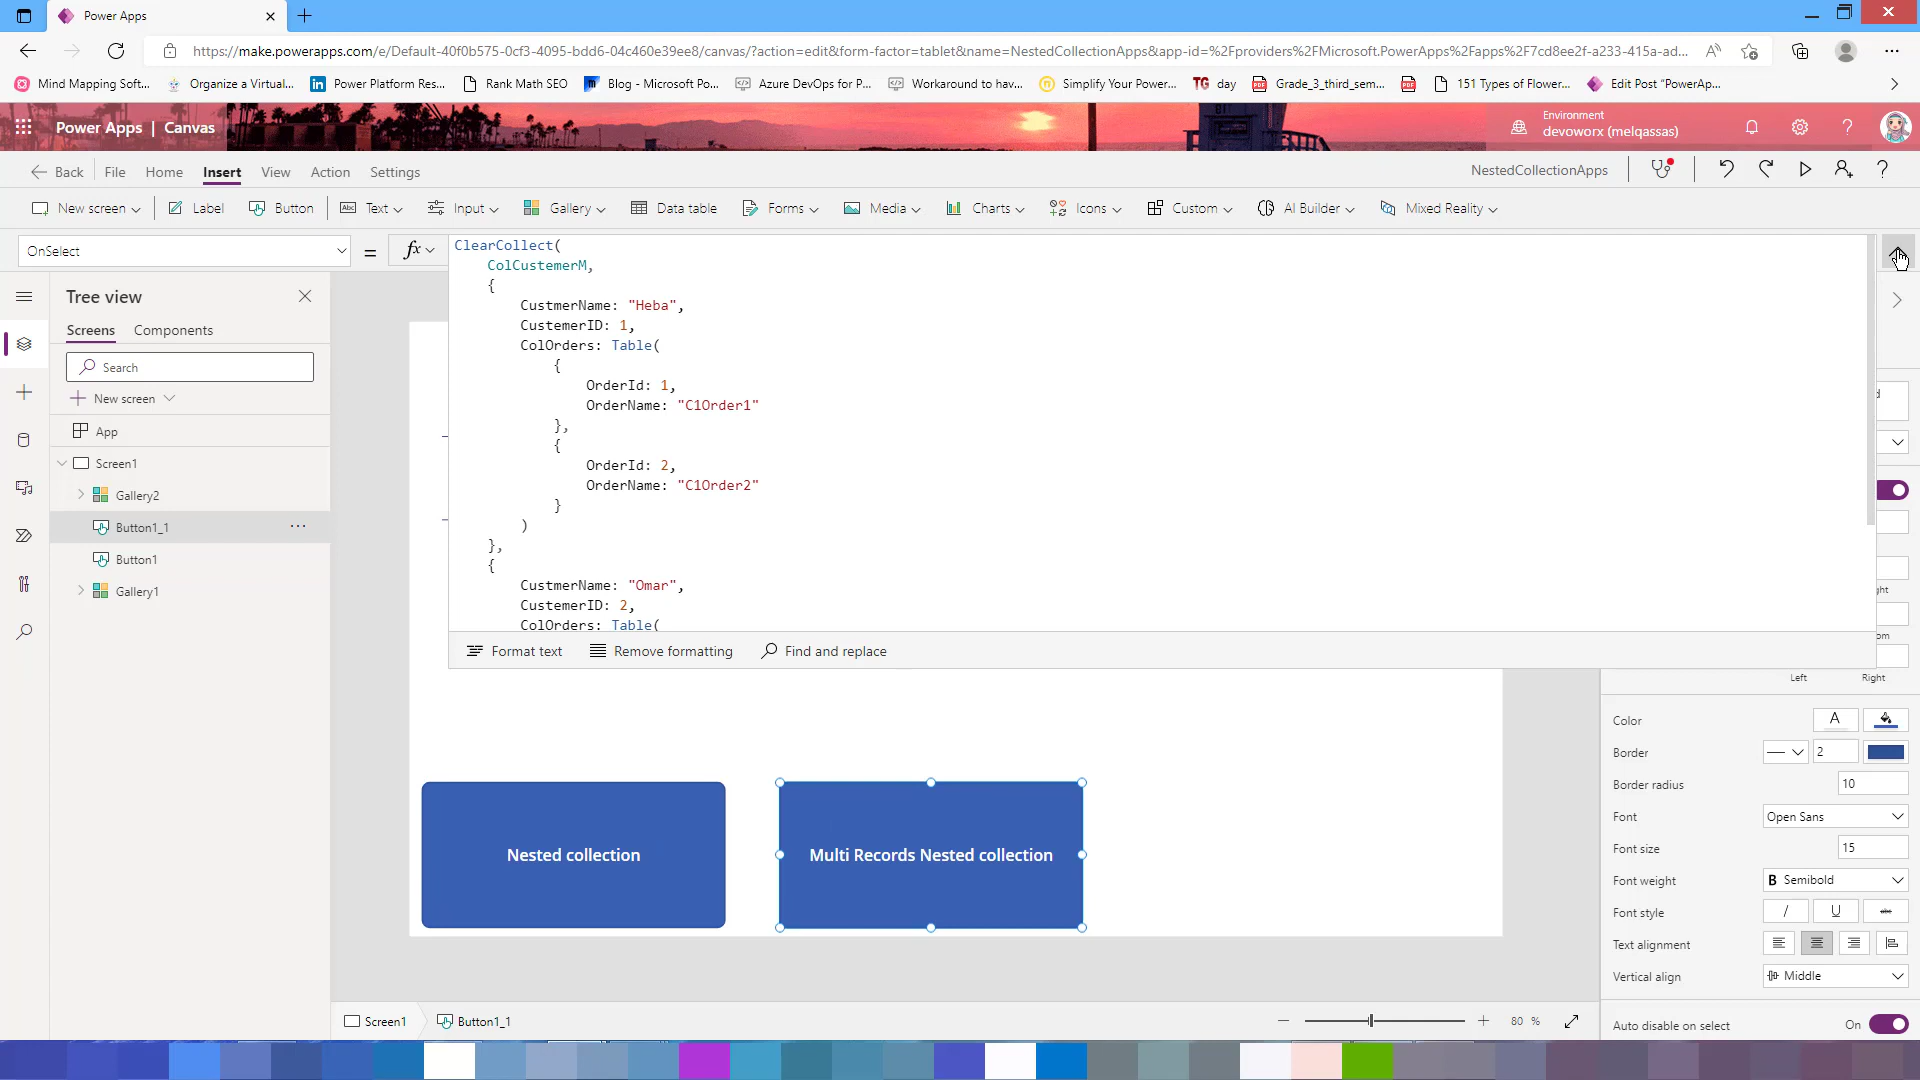 Power Apps
https://make.powerapps.com/e/Default-40f0b575-0cf3-4095-bdd6-04c460e39ee8/canvas/?action=edit&form-factor=tablet&name=NestedCollectionApps&app-id=%2Fproviders%2FMicrosoft.PowerApps%2Fapps%2F7cd8ee2f-a233-415a-ad...
Mind Mapping Soft... Organize a Virtual... Power Platform Res... Rank Math SEO Blog - Microsoft Po... Azure DevOps for P... Workaround to hav... Simplify Your Power... TG day Grade_3_third_sem... 151 Types of Flower... Edit Post "PowerAp...
Power Apps | Canvas
Environment
devoworx (melqassas)
Back File Home Insert View Action Settings
NestedCollectionApps
New screen Label Button Text Input Gallery Data table Forms Media Charts Icons Custom AI Builder Mixed Reality
OnSelect = fx
ClearCollect(
ColCustemerM,
{
CustmerName: "Heba",
CustemerID: 1,
ColOrders: Table(
{
OrderId: 1,
OrderName: "C1Order1"
},
{
OrderId: 2,
OrderName: "C1Order2"
}
)
},
{
CustmerName: "Omar",
CustemerID: 2,
ColOrders: Table(
Format text Remove formatting Find and replace
Tree view
Screens Components
Search
New screen
App
Screen1
Gallery2
Button1_1
Button1
Gallery1
Nested collection
Multi Records Nested collection
Left Right
Color A
Border 2
Border radius 10
Font Open Sans
Font size 15
Font weight B Semibold
Font style / U
Text alignment
Vertical align Middle
Auto disable on select On
Screen1 Button1_1
80 %